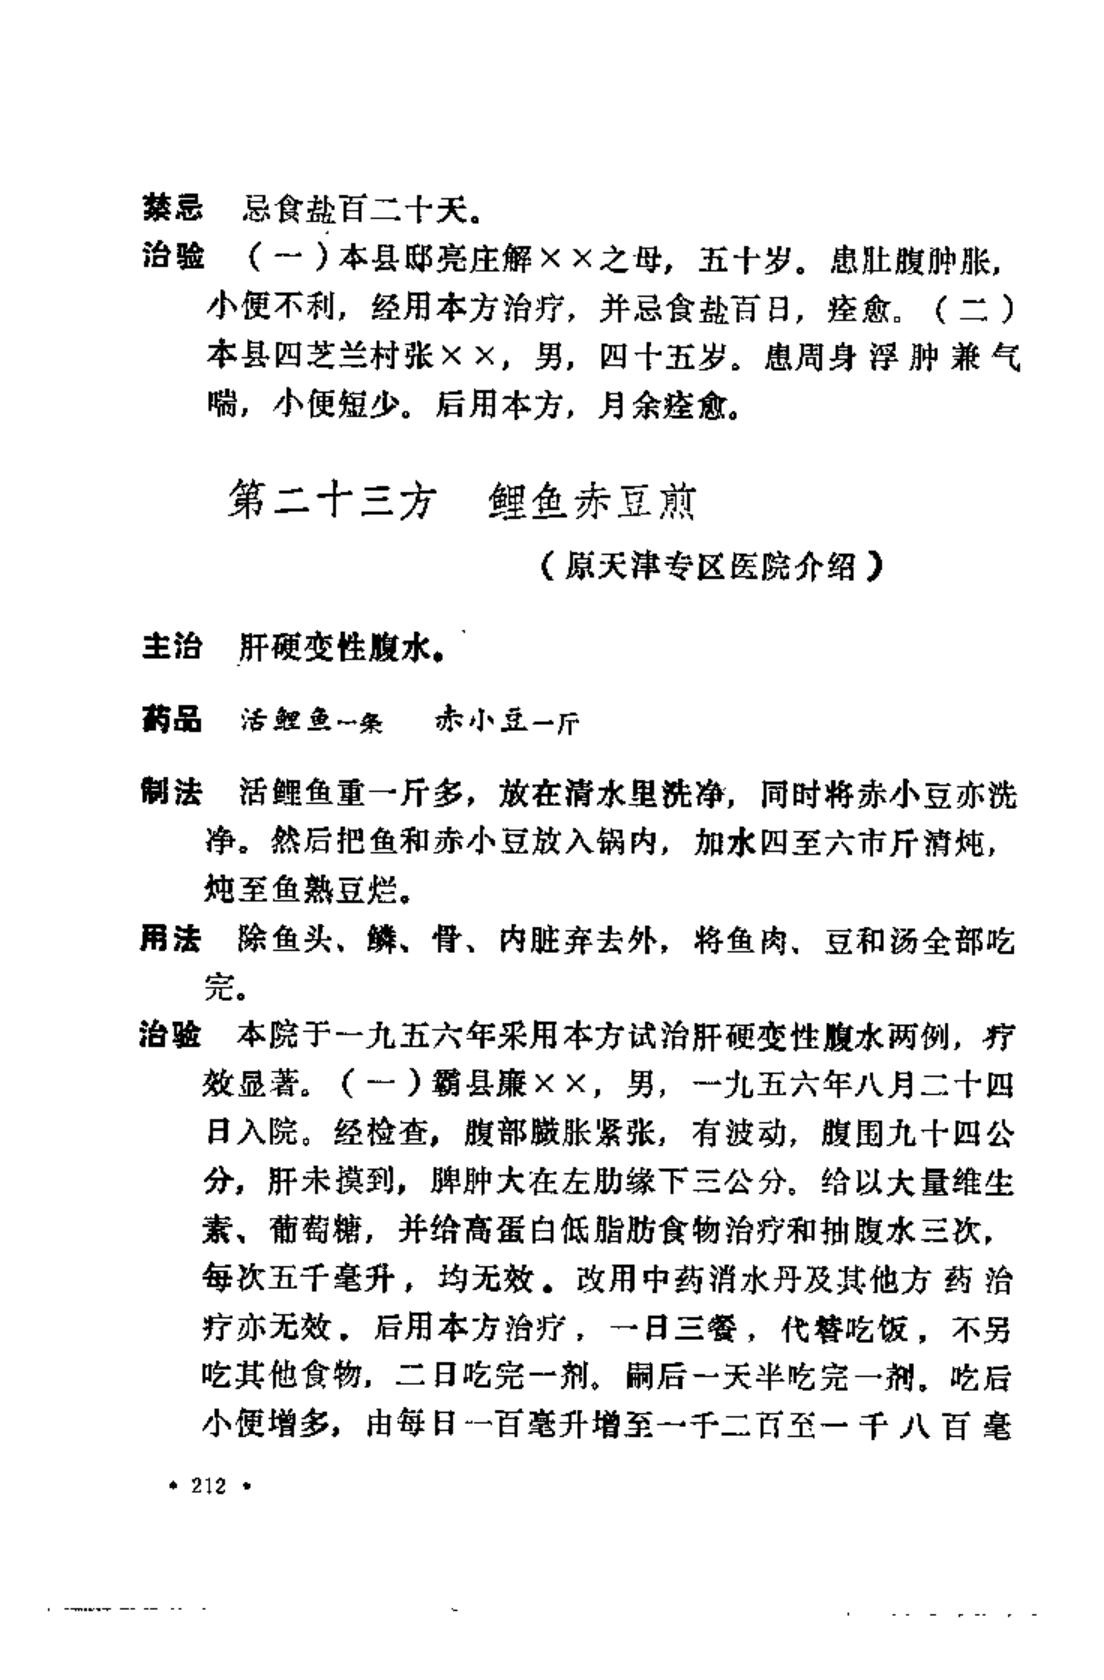 禁忌　忌食盐百二十天。
治验　（一）本县邸亮庄解××之母，五十岁。患肚腹肿胀，
小便不利，经用本方治疗，并忌食盐百日，痊愈。（二）
本县四芝兰村张××，男，四十五岁。患周身浮肿兼气
喘，小便短少。后用本方，月余痊愈。
第二十三方　鲤鱼赤豆煎
（原天津专区医院介绍）
主治　肝硬变性腹水。
药品　活鲤鱼一条　赤小豆一斤
制法　活鲤鱼重一斤多，放在清水里洗净，同时将赤小豆亦洗
净。然后把鱼和赤小豆放入锅内，加水四至六市斤清炖，
炖至鱼熟豆烂。
用法　除鱼头、鳞、骨、内脏弃去外，将鱼肉、豆和汤全部吃
完。
治验　本院于一九五六年采用本方试治肝硬变性腹水两例，疗
效显著。（一）霸县廉××，男，一九五六年八月二十四
日入院。经检查，腹部臌胀紧张，有波动，腹围九十四公
分，肝未摸到，脾肿大在左肋缘下三公分。给以大量维生
素、葡萄糖，并给高蛋白低脂肪食物治疗和抽腹水三次，
每次五千毫升，均无效。改用中药消水丹及其他方药治
疗亦无效。后用本方治疗，一日三餐，代替吃饭，不另
吃其他食物，二日吃完一剂。嗣后一天半吃完一剂。吃后
小便增多，由每日一百毫升增至一千二百至一千八百毫
• 212 •